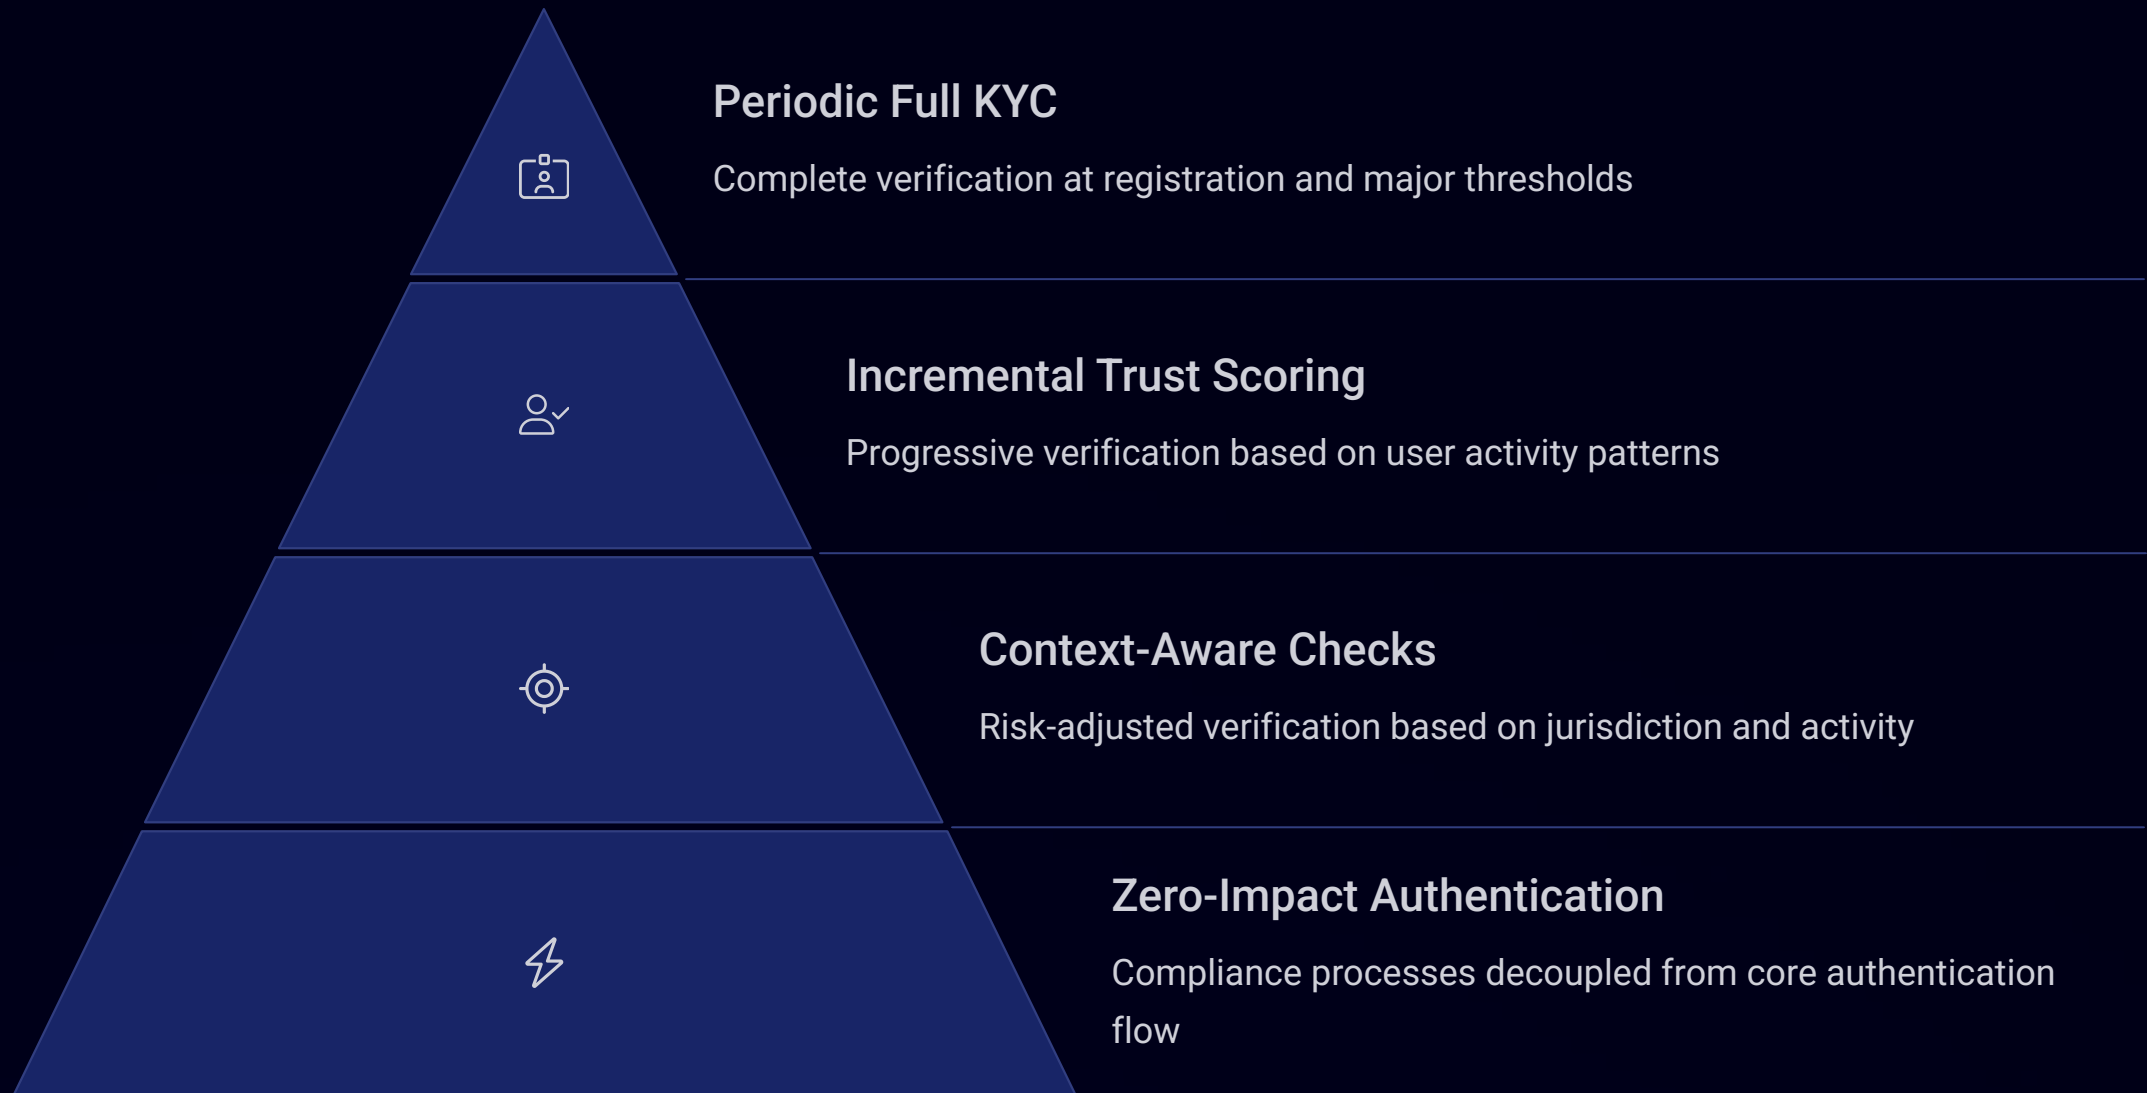 Periodic Full KYC
Complete verification at registration and major thresholds
Incremental Trust Scoring
Progressive verification based on user activity patterns
Context-Aware Checks
Risk-adjusted verification based on jurisdiction and activity
Zero-Impact Authentication
Compliance processes decoupled from core authentication
flow